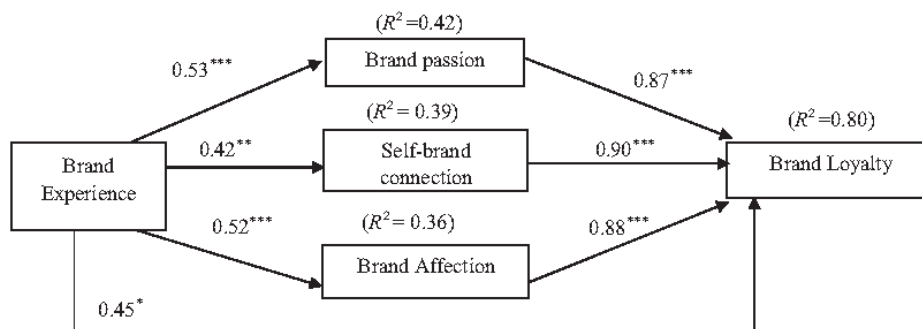 (R²=0.42)
Brand passion
0.53***
0.87***
(R² = 0.39)
(R²=0.80)
Brand
Experience
0.42**
Self-brand
connection
0.90***
Brand Loyalty
0.52***
(R² = 0.36)
0.88***
Brand Affection
0.45*